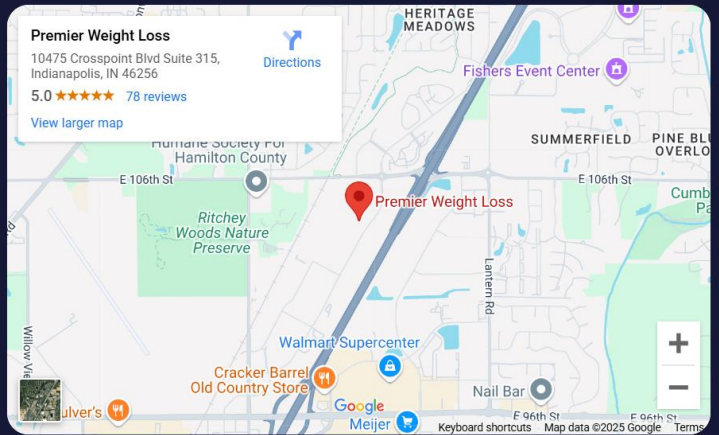 Premier Weight Loss
10475 Crosspoint Blvd Suite 315,
Indianapolis, IN 46256
5.0 ★★★★★ 78 reviews
View larger map
Directions
HERITAGE
MEADOWS
Fishers Event Center
Humane Society For
Hamilton County
SUMMERFIELD
PINE BLU
OVERLO
E 106th St
E 106th St
Ritchey
Woods Nature
Preserve
Premier Weight Loss
Cumb
Pa
Lantern Rd
Willow Vie
Walmart Supercenter
Cracker Barrel
Old Country Store
Nail Bar
ulver's
Google
Meijer
E 96th St
E 96th St
Keyboard shortcuts
Map data ©2025 Google
Terms